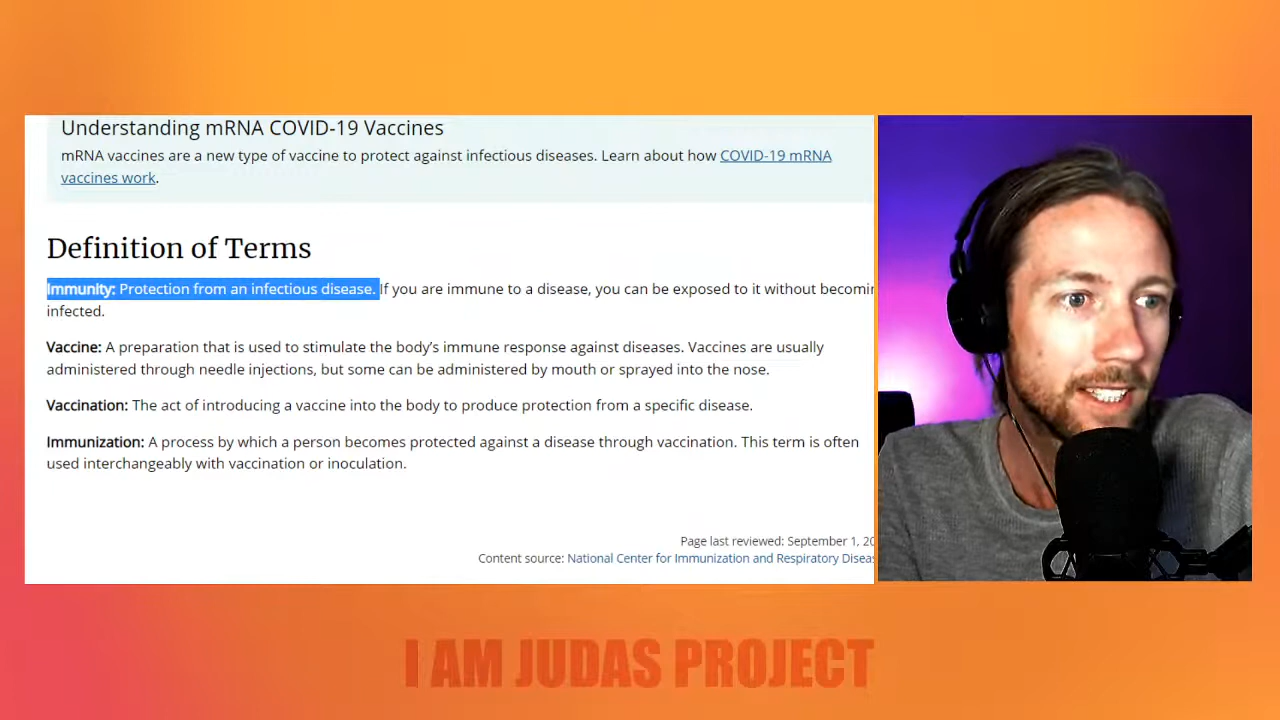 Understanding mRNA COVID-19 Vaccines
mRNA vaccines are a new type of vaccine to protect against infectious diseases. Learn about how COVID-19 mRNA
vaccines work.
Definition of Terms
Immunity: Protection from an infectious disease. If you are immune to a disease, you can be exposed to it without becomin
infected.
Vaccine: A preparation that is used to stimulate the body’s immune response against diseases. Vaccines are usually
administered through needle injections, but some can be administered by mouth or sprayed into the nose.
Vaccination: The act of introducing a vaccine into the body to produce protection from a specific disease.
Immunization: A process by which a person becomes protected against a disease through vaccination. This term is often
used interchangeably with vaccination or inoculation.
Page last reviewed: September 1, 20
Content source: National Center for Immunization and Respiratory Diseas
I AM JUDAS PROJECT